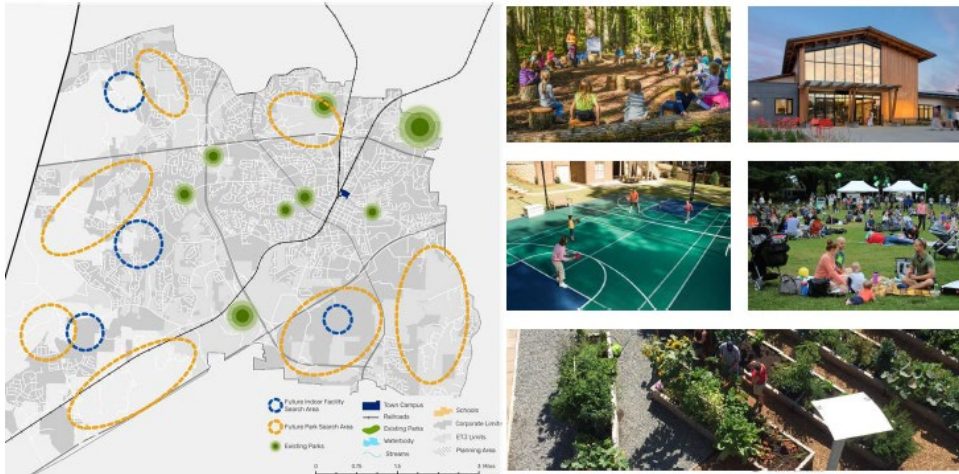 Future Indoor Facility
Search Area
Future Park Search Area
Existing Parks
Town Campus
Railroads
Existing Parks
Waterbody
Streams
Schools
Corporate Limits
ETJ Limits
Planning Area
0 0.75 1.5 3 Miles